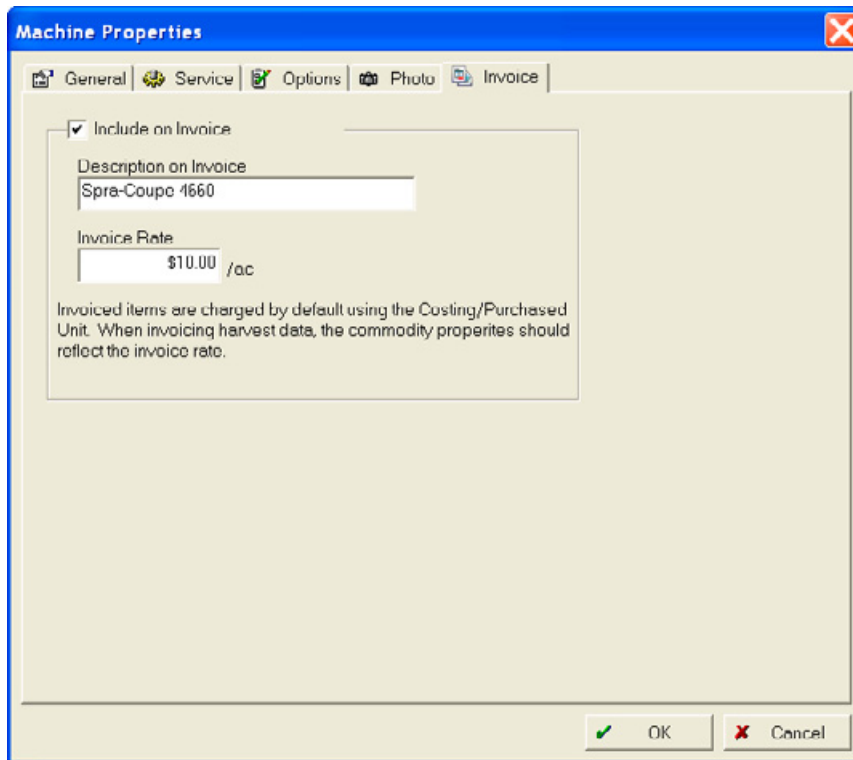 Machine Properties
General Service Options Photo Invoice
Include on Invoice
Description on Invoice
Spra-Coupe 4660
Invoice Rate
$10.00 /ac
Invoiced items are charged by default using the Costing/Purchased
Unit. When invoicing harvest data, the commodity properites should
reflect the invoice rate.
OK Cancel